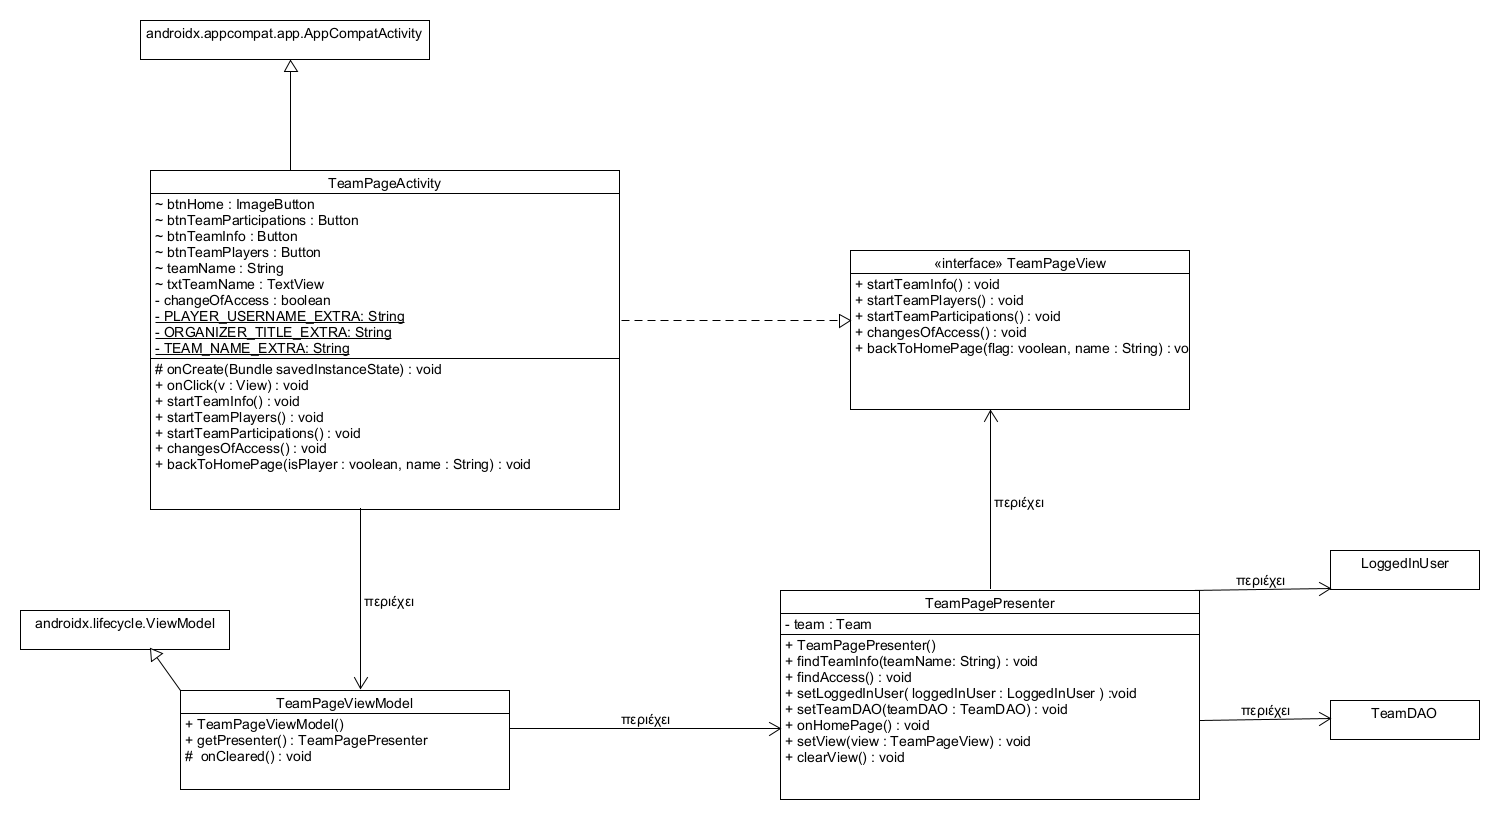 androidx.appcompat.app.AppCompatActivity
TeamPageActivity
~ btnHome : ImageButton
~ btnTeamParticipations : Button
~ btnTeamInfo : Button
~ btnTeamPlayers : Button
~ teamName : String
~ txtTeamName : TextView
- changeOfAccess : boolean
- PLAYER_USERNAME_EXTRA: String
- ORGANIZER_TITLE_EXTRA: String
- TEAM_NAME_EXTRA: String
# onCreate(Bundle savedInstanceState) : void
+ onClick(v : View) : void
+ startTeamInfo() : void
+ startTeamPlayers() : void
+ startTeamParticipations() : void
+ changesOfAccess() : void
+ backToHomePage(isPlayer : voolean, name : String) : void
«interface» TeamPageView
+ startTeamInfo() : void
+ startTeamPlayers() : void
+ startTeamParticipations() : void
+ changesOfAccess() : void
+ backToHomePage(flag: voolean, name : String) : vo
περιέχει
περιέχει
androidx.lifecycle.ViewModel
TeamPageViewModel
+ TeamPageViewModel()
+ getPresenter() : TeamPagePresenter
# onCleared() : void
περιέχει
TeamPagePresenter
- team : Team
+ TeamPagePresenter()
+ findTeamInfo(teamName: String) : void
+ findAccess() : void
+ setLoggedInUser( loggedInUser : LoggedInUser ) :void
+ setTeamDAO(teamDAO : TeamDAO) : void
+ onHomePage() : void
+ setView(view : TeamPageView) : void
+ clearView() : void
περιέχει
LoggedInUser
περιέχει
TeamDAO